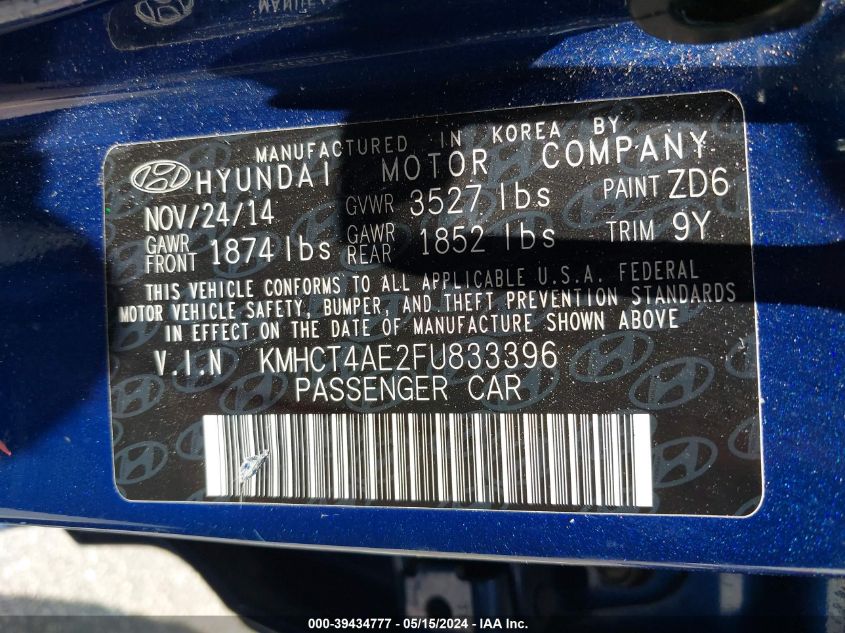 MANUFACTURED IN KOREA BY
HYUNDAI MOTOR COMPANY
NOV/24/14 GVWR 3527 lbs PAINT ZD6
GAWR FRONT 1874 lbs GAWR REAR 1852 lbs TRIM 9Y
THIS VEHICLE CONFORMS TO ALL APPLICABLE U.S.A. FEDERAL
MOTOR VEHICLE SAFETY, BUMPER, AND THEFT PREVENTION STANDARDS
IN EFFECT ON THE DATE OF MANUFACTURE SHOWN ABOVE
V.I.N KMHCT4AE2FU833396
PASSENGER CAR
000-39434777 - 05/15/2024 - IAA Inc.